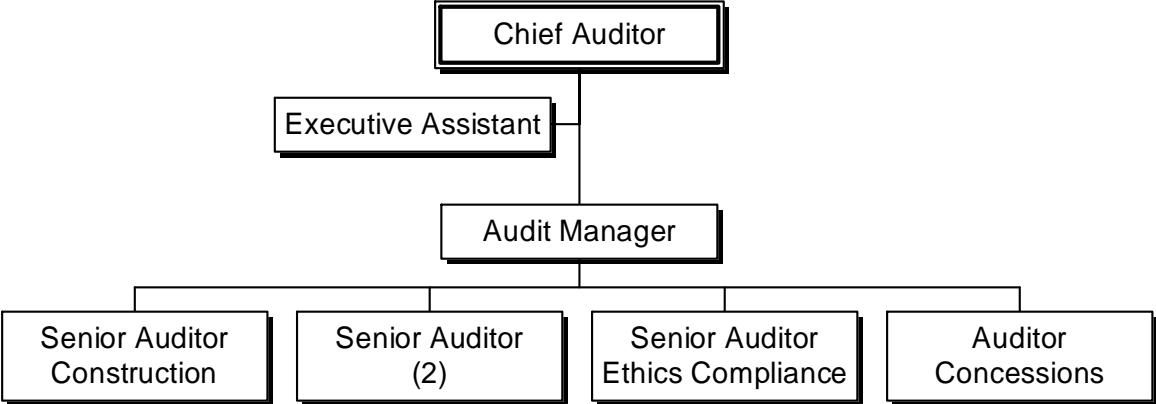 Chief Auditor
Executive Assistant
Audit Manager
Senior Auditor
Construction
Senior Auditor
(2)
Senior Auditor
Ethics Compliance
Auditor
Concessions